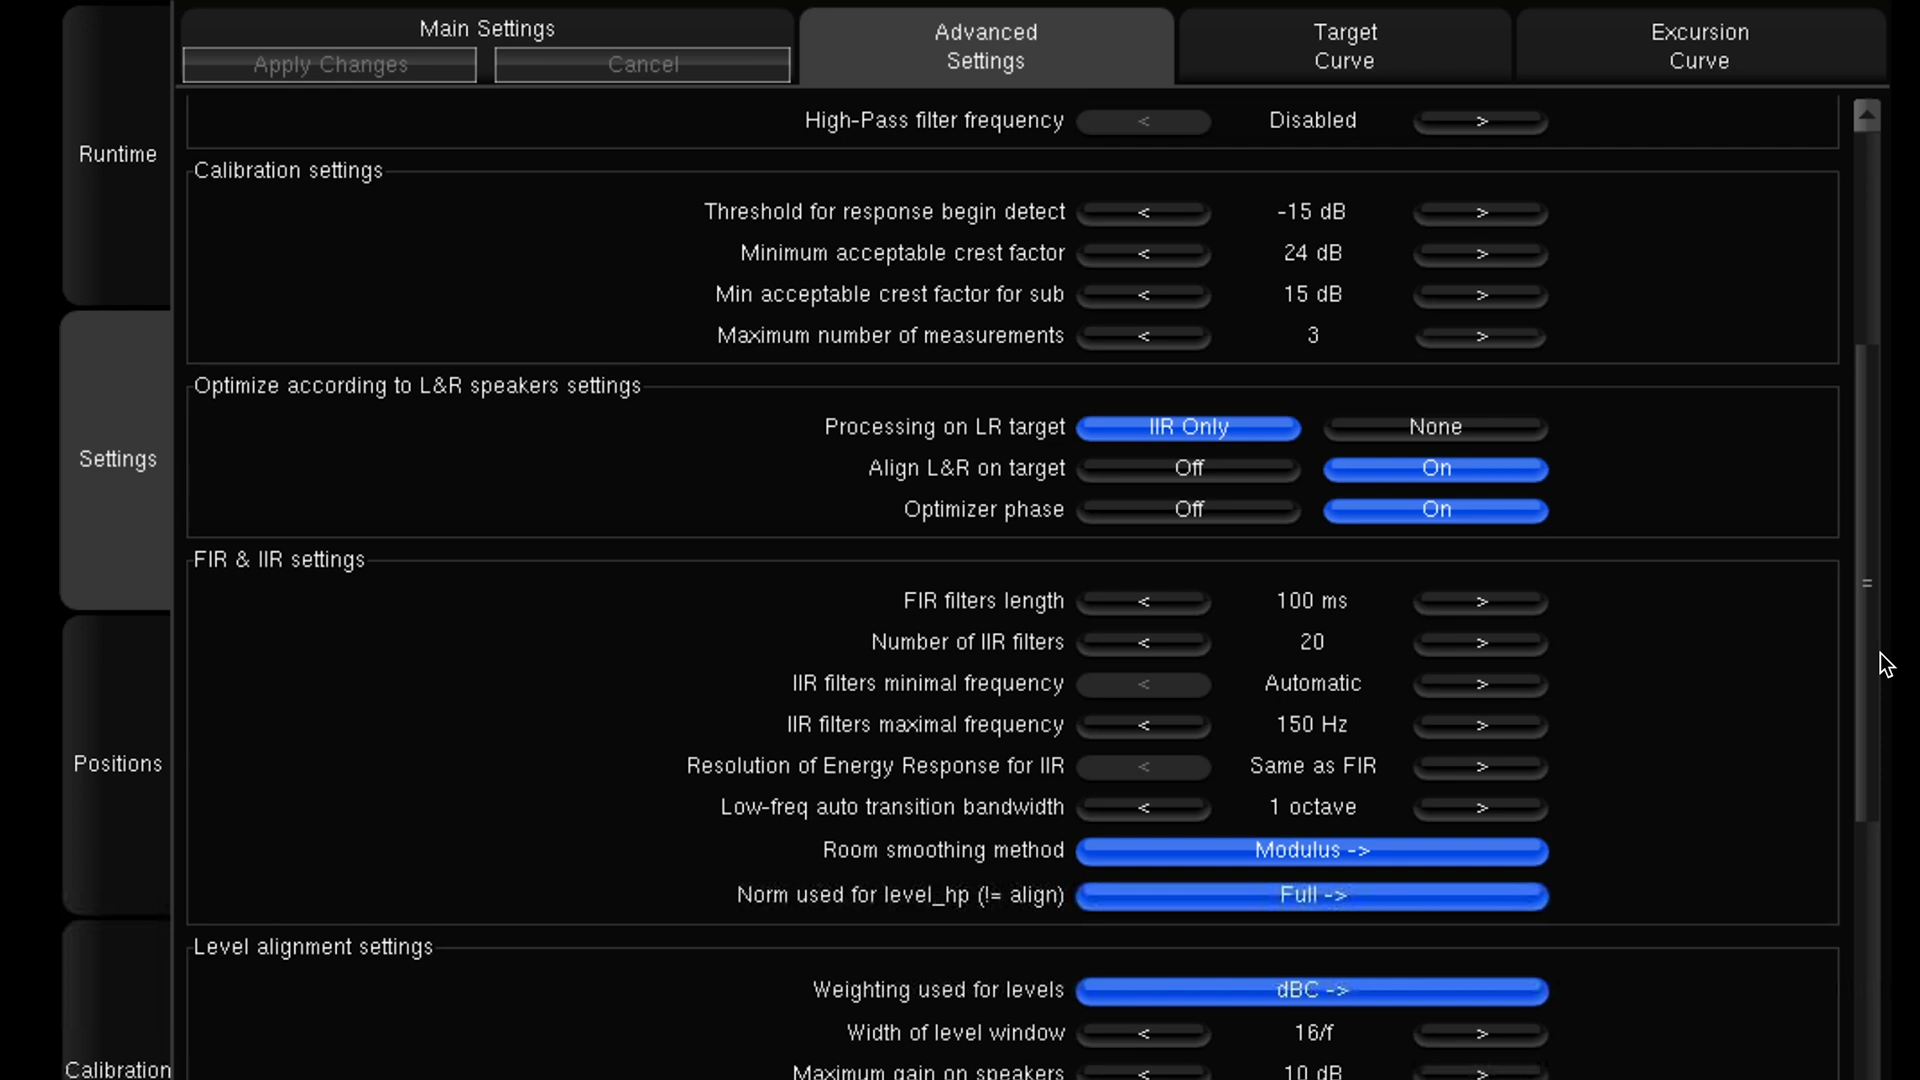 Main Settings
Apply Changes
Cancel
Advanced
Settings
Target
Curve
Excursion
Curve
Runtime
Settings
Positions
Calibration
High-Pass filter frequency < Disabled >
Calibration settings
Threshold for response begin detect < -15 dB >
Minimum acceptable crest factor < 24 dB >
Min acceptable crest factor for sub < 15 dB >
Maximum number of measurements < 3 >
Optimize according to L&R speakers settings
Processing on LR target IIR Only None
Align L&R on target Off On
Optimizer phase Off On
FIR & IIR settings
FIR filters length < 100 ms >
Number of IIR filters < 20 >
IIR filters minimal frequency < Automatic >
IIR filters maximal frequency < 150 Hz >
Resolution of Energy Response for IIR < Same as FIR >
Low-freq auto transition bandwidth < 1 octave >
Room smoothing method Modulus ->
Norm used for level_hp (!= align) Full ->
Level alignment settings
Weighting used for levels dBC ->
Width of level window < 16/f >
Maximum gain on speakers < 10 dB >